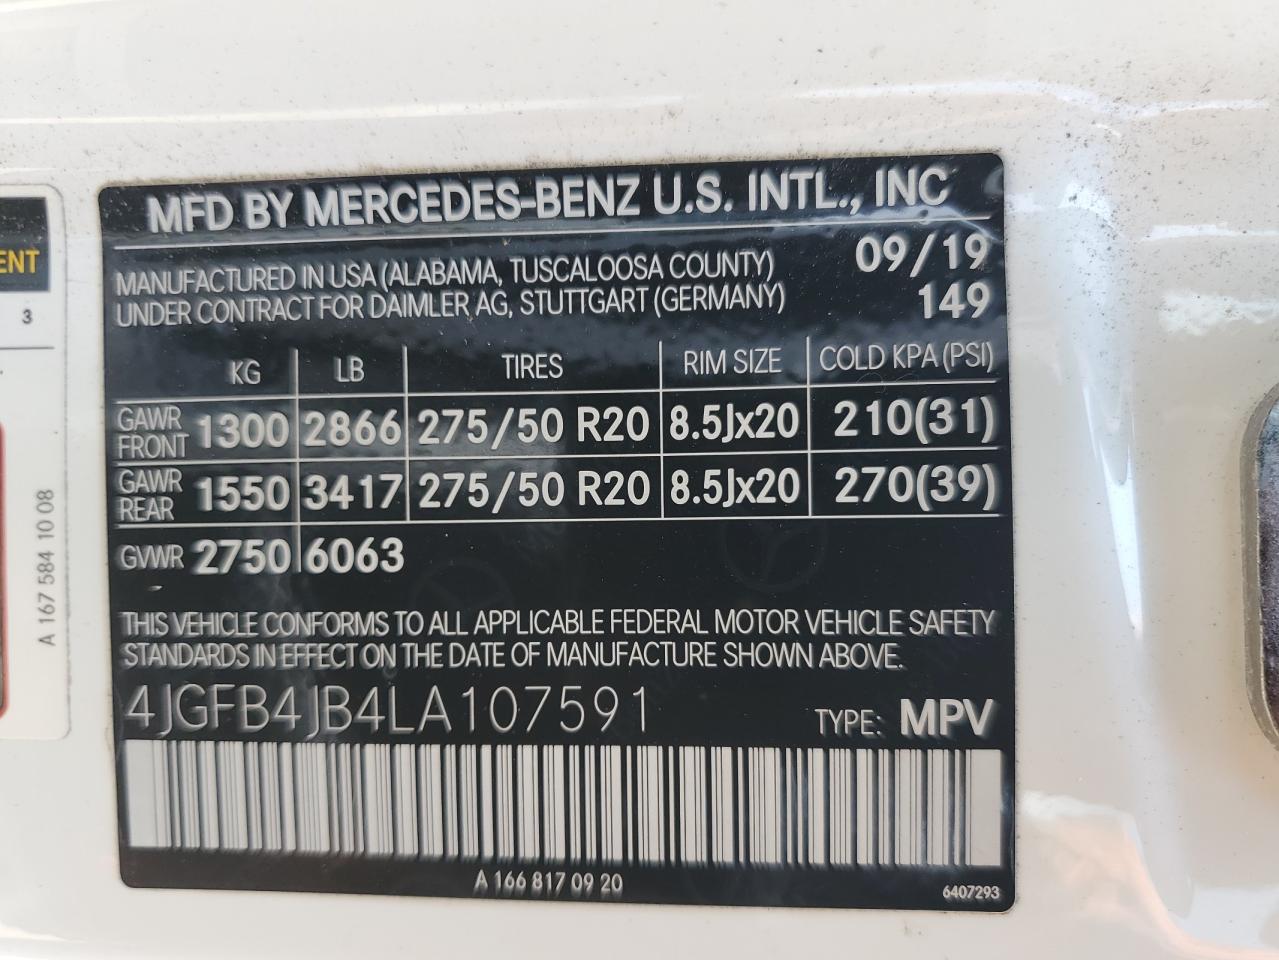 MFD BY MERCEDES-BENZ U.S. INTL., INC
MANUFACTURED IN USA (ALABAMA, TUSCALOOSA COUNTY) 09/19
UNDER CONTRACT FOR DAIMLER AG, STUTTGART (GERMANY) 149
KG LB TIRES RIM SIZE COLD KPA (PSI)
GAWR FRONT 1300 2866 275/50 R20 8.5Jx20 210(31)
GAWR REAR 1550 3417 275/50 R20 8.5Jx20 270(39)
GVWR 2750 6063
THIS VEHICLE CONFORMS TO ALL APPLICABLE FEDERAL MOTOR VEHICLE SAFETY
STANDARDS IN EFFECT ON THE DATE OF MANUFACTURE SHOWN ABOVE.
4JGFB4JB4LA107591 TYPE: MPV
A 166 817 09 20 6407293
ENT
3
A 167 584 10 08